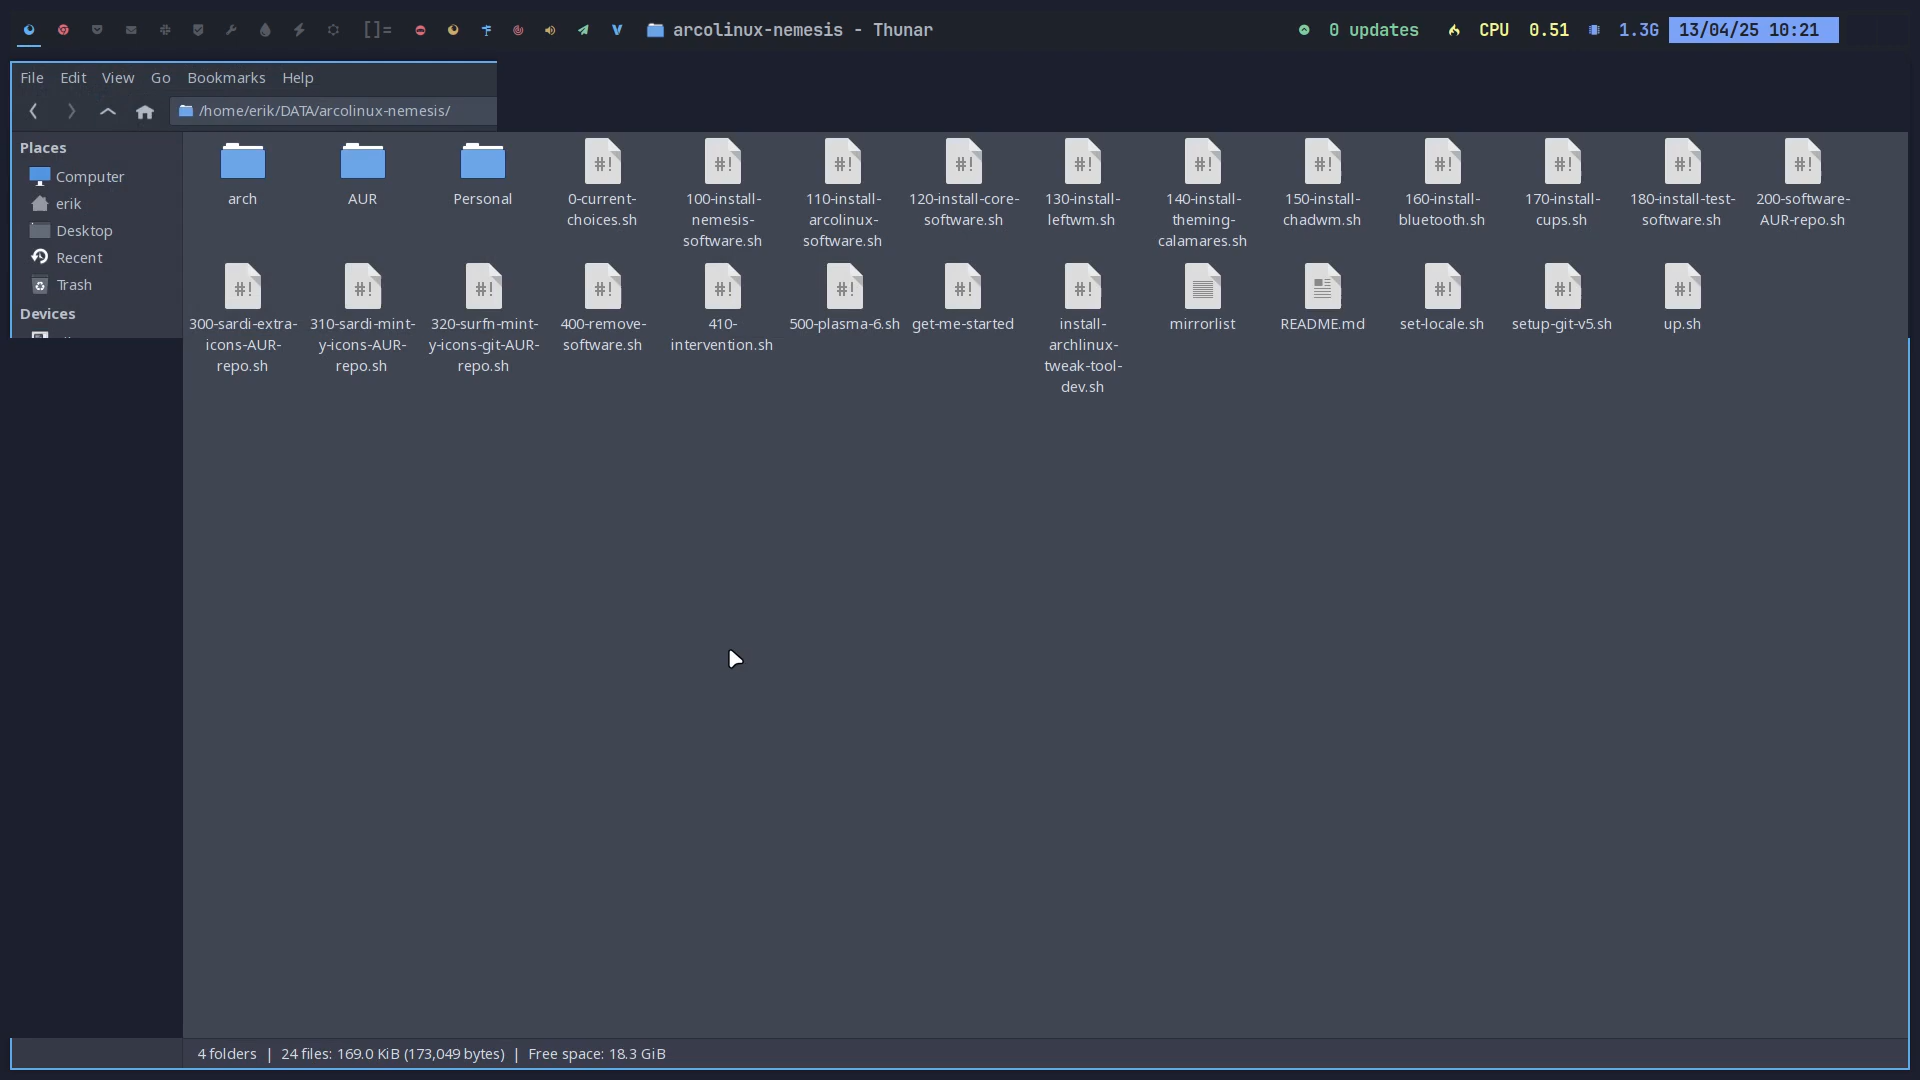 []= arcolinux-nemesis - Thunar 0 updates CPU 0.51 1.3G 13/04/25 10:21
File Edit View Go Bookmarks Help
/home/erik/DATA/arcolinux-nemesis/
Places
Computer
erik
Desktop
Recent
Trash
Devices
arch
AUR
Personal
0-current-
choices.sh
100-install-
nemesis-
software.sh
110-install-
arcolinux-
software.sh
120-install-core-
software.sh
130-install-
leftwm.sh
140-install-
theming-
calamares.sh
150-install-
chadwm.sh
160-install-
bluetooth.sh
170-install-
cups.sh
180-install-test-
software.sh
200-software-
AUR-repo.sh
300-sardi-extra-
icons-AUR-
repo.sh
310-sardi-mint-
y-icons-AUR-
repo.sh
320-surfn-mint-
y-icons-git-AUR-
repo.sh
400-remove-
software.sh
410-
intervention.sh
500-plasma-6.sh
get-me-started
install-
archlinux-
tweak-tool-
dev.sh
mirrorlist
README.md
set-locale.sh
setup-git-v5.sh
up.sh
4 folders | 24 files: 169.0 KiB (173,049 bytes) | Free space: 18.3 GiB